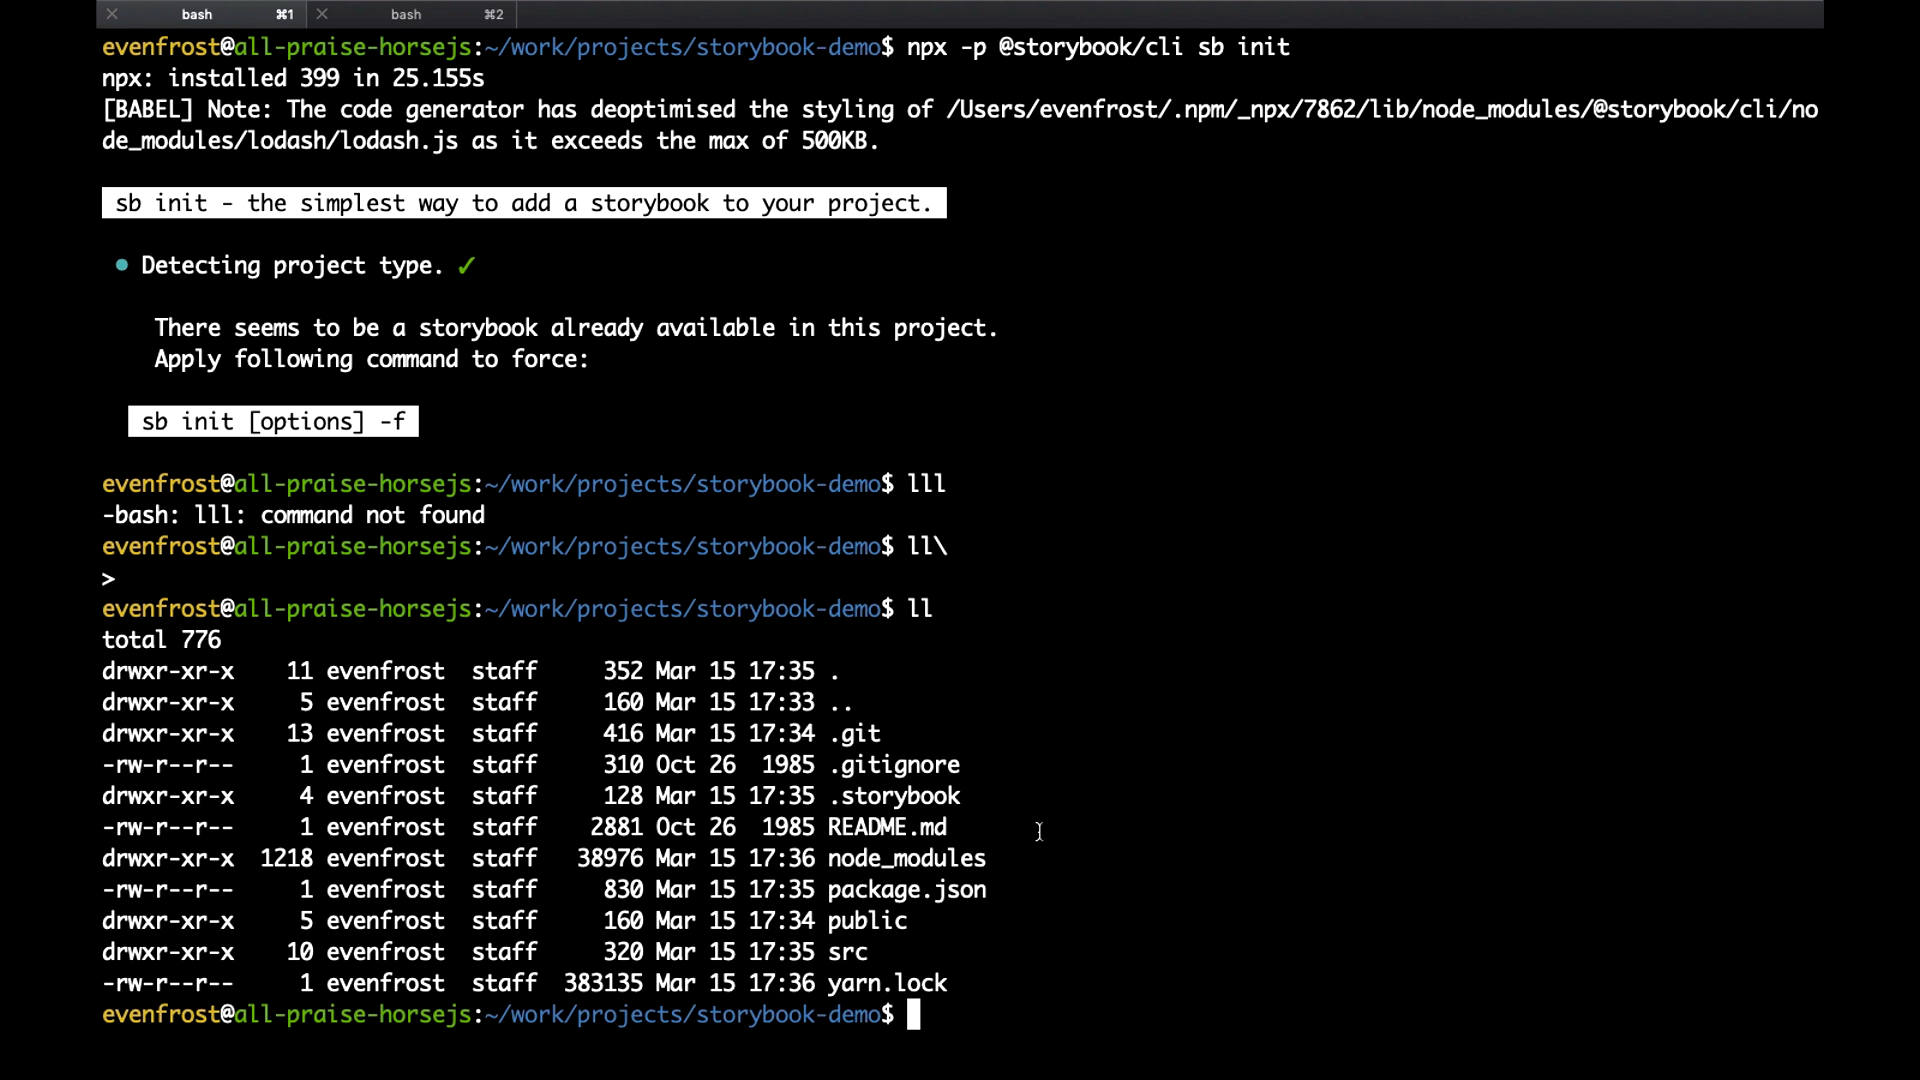 bash ⌘1 bash ⌘2
evenfrost@all-praise-horsejs:~/work/projects/storybook-demo$ npx -p @storybook/cli sb init
npx: installed 399 in 25.155s
[BABEL] Note: The code generator has deoptimised the styling of /Users/evenfrost/.npm/_npx/7862/lib/node_modules/@storybook/cli/no
de_modules/lodash/lodash.js as it exceeds the max of 500KB.
sb init - the simplest way to add a storybook to your project.
• Detecting project type. ✓
There seems to be a storybook already available in this project.
Apply following command to force:
sb init [options] -f
evenfrost@all-praise-horsejs:~/work/projects/storybook-demo$ lll
-bash: lll: command not found
evenfrost@all-praise-horsejs:~/work/projects/storybook-demo$ ll\
>
evenfrost@all-praise-horsejs:~/work/projects/storybook-demo$ ll
total 776
drwxr-xr-x 11 evenfrost staff 352 Mar 15 17:35 .
drwxr-xr-x 5 evenfrost staff 160 Mar 15 17:33 ..
drwxr-xr-x 13 evenfrost staff 416 Mar 15 17:34 .git
-rw-r--r-- 1 evenfrost staff 310 Oct 26 1985 .gitignore
drwxr-xr-x 4 evenfrost staff 128 Mar 15 17:35 .storybook
-rw-r--r-- 1 evenfrost staff 2881 Oct 26 1985 README.md
drwxr-xr-x 1218 evenfrost staff 38976 Mar 15 17:36 node_modules
-rw-r--r-- 1 evenfrost staff 830 Mar 15 17:35 package.json
drwxr-xr-x 5 evenfrost staff 160 Mar 15 17:34 public
drwxr-xr-x 10 evenfrost staff 320 Mar 15 17:35 src
-rw-r--r-- 1 evenfrost staff 383135 Mar 15 17:36 yarn.lock
evenfrost@all-praise-horsejs:~/work/projects/storybook-demo$